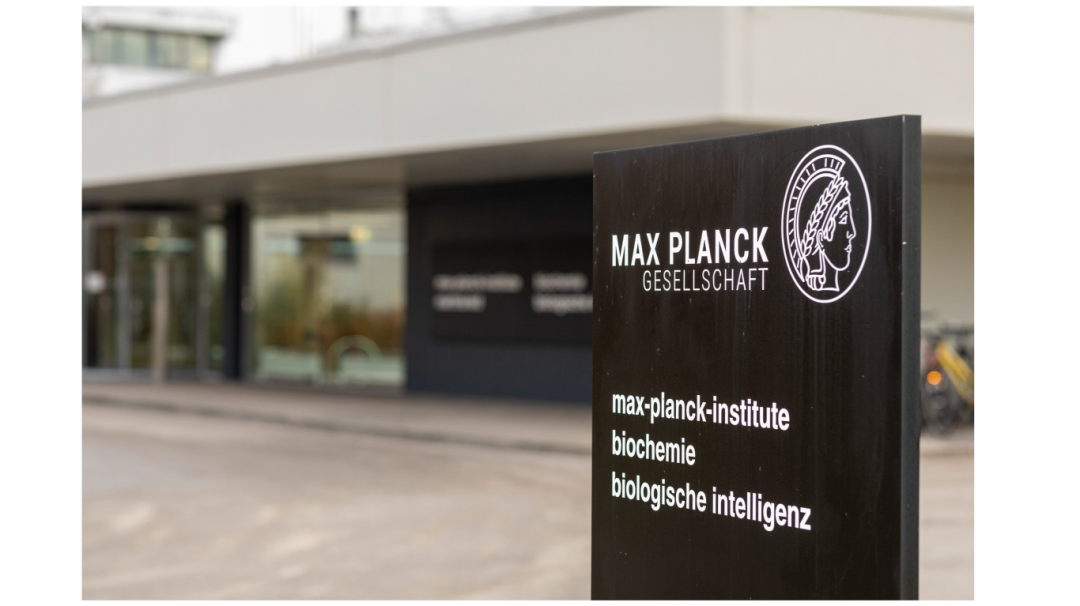 MAX PLANCK
GESELLSCHAFT
max-planck-institute
biochemie
biologische intelligenz